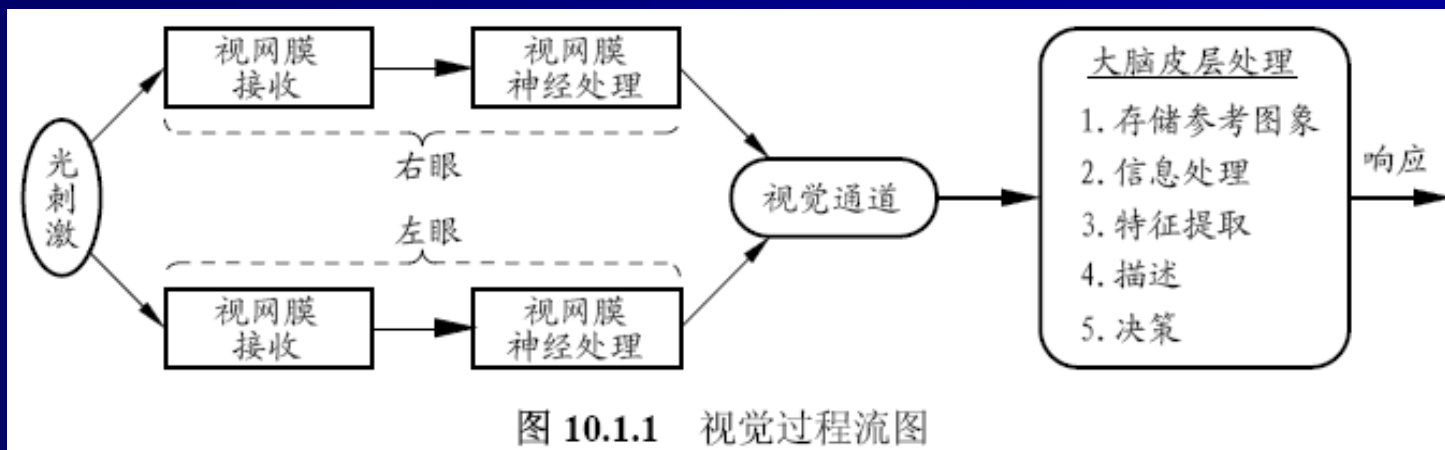 视网膜
接收
视网膜
神经处理
右眼
光
刺
激
左眼
视网膜
接收
视网膜
神经处理
视觉通道
大脑皮层处理
1.存储参考图象
2.信息处理
3.特征提取
4.描述
5.决策
响应
图 10.1.1 视觉过程流图